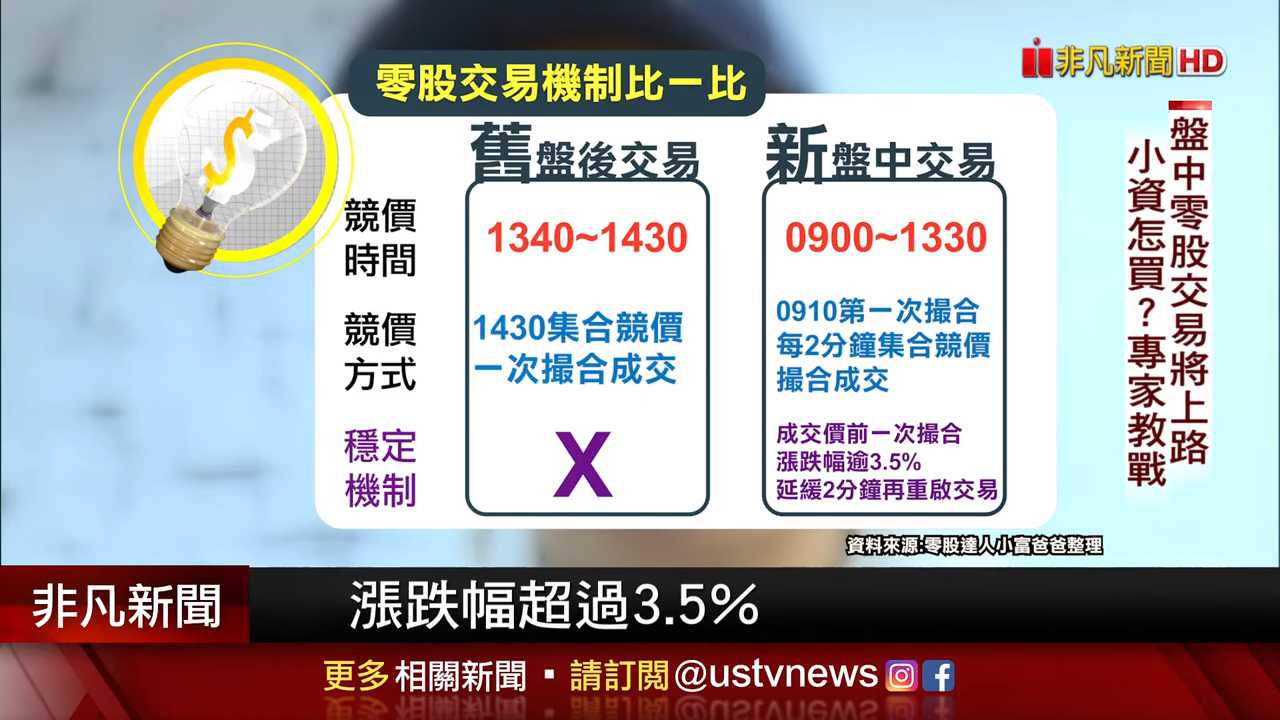 零股交易機制比一比
非凡新聞HD
舊盤後交易
新盤中交易
競價
時間
1340~1430
0900~1330
競價
方式
1430集合競價
一次撮合成交
0910第一次撮合
每2分鐘集合競價
撮合成交
穩定
機制
X
成交價前一次撮合
漲跌幅逾3.5%
延緩2分鐘再重啟交易
盤中零股交易將上路
小資怎買？專家教戰
資料來源:零股達人小富爸爸整理
非凡新聞
漲跌幅超過3.5%
更多相關新聞▪請訂閱@ustvnews